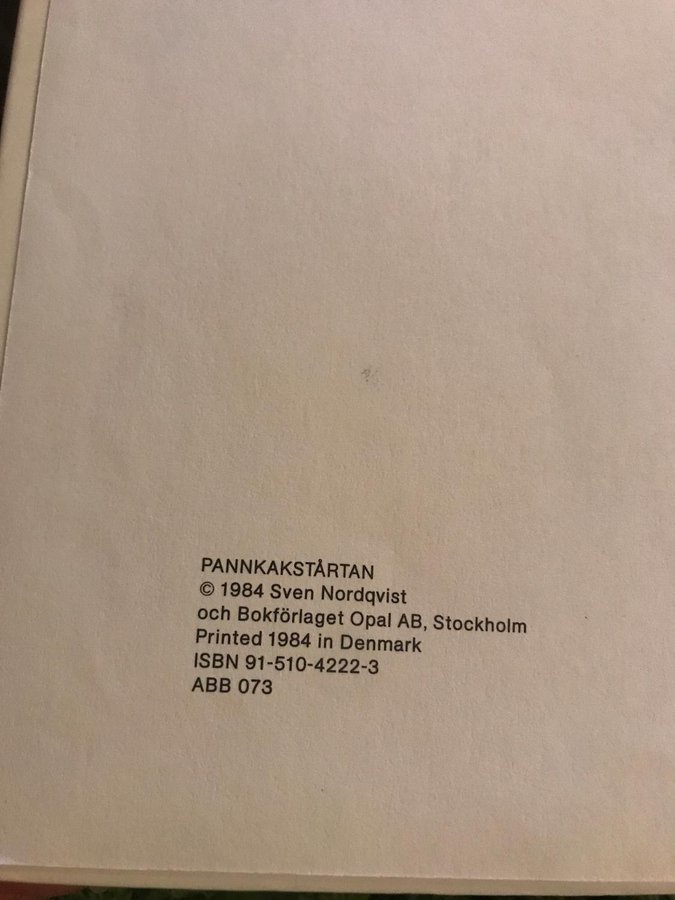 PANNKAKSTÅRTAN
© 1984 Sven Nordqvist
och Bokförlaget Opal AB, Stockholm
Printed 1984 in Denmark
ISBN 91-510-4222-3
ABB 073